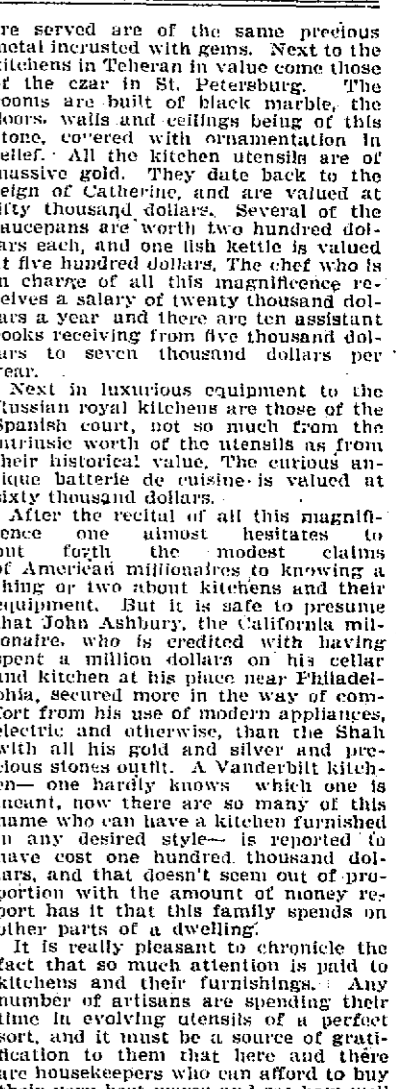 re served are of the same precious
metal incrusted with gems. Next to the
kitchens in Teheran in value come those
of the czar in St. Petersburg. The
rooms are built of black marble, the
doors, walls and ceilings being of this
stone, covered with ornamentation in
relief. All the kitchen utensils are of
massive gold. They date back to the
reign of Catherine, and are valued at
fifty thousand dollars. Several of the
saucepans are worth two hundred dol-
lars each, and one fish kettle is valued
at five hundred dollars. The chef who is
in charge of all this magnificence re-
ceives a salary of twenty thousand dol-
lars a year and there are ten assistant
cooks receiving from five thousand dol-
lars to seven thousand dollars per
year.
Next in luxurious equipment to the
Russian royal kitchens are those of the
Spanish court, not so much from the
intrinsic worth of the utensils as from
their historical value. The curious an-
tique batterie de cuisine is valued at
sixty thousand dollars.
After the recital of all this magnifi-
cence one almost hesitates to
put forth the modest claims
of American millionaires to knowing a
thing or two about kitchens and their
equipment. But it is safe to presume
that John Ashbury, the California mil-
lionaire, who is credited with having
spent a million dollars on his cellar
and kitchen at his place near Philadel-
phia, secured more in the way of com-
fort from his use of modern appliances,
electric and otherwise, than the Shah
with all his gold and silver and pre-
cious stones outfit. A Vanderbilt kitch-
en— one hardly knows which one is
meant, now there are so many of this
name who can have a kitchen furnished
in any desired style— is reported to
have cost one hundred thousand dol-
lars, and that doesn't seem out of pro-
portion with the amount of money re-
port has it that this family spends on
other parts of a dwelling.
It is really pleasant to chronicle the
fact that so much attention is paid to
kitchens and their furnishings. Any
number of artisans are spending their
time in evolving utensils of a perfect
sort, and it must be a source of grati-
fication to them that here and there
are housekeepers who can afford to buy